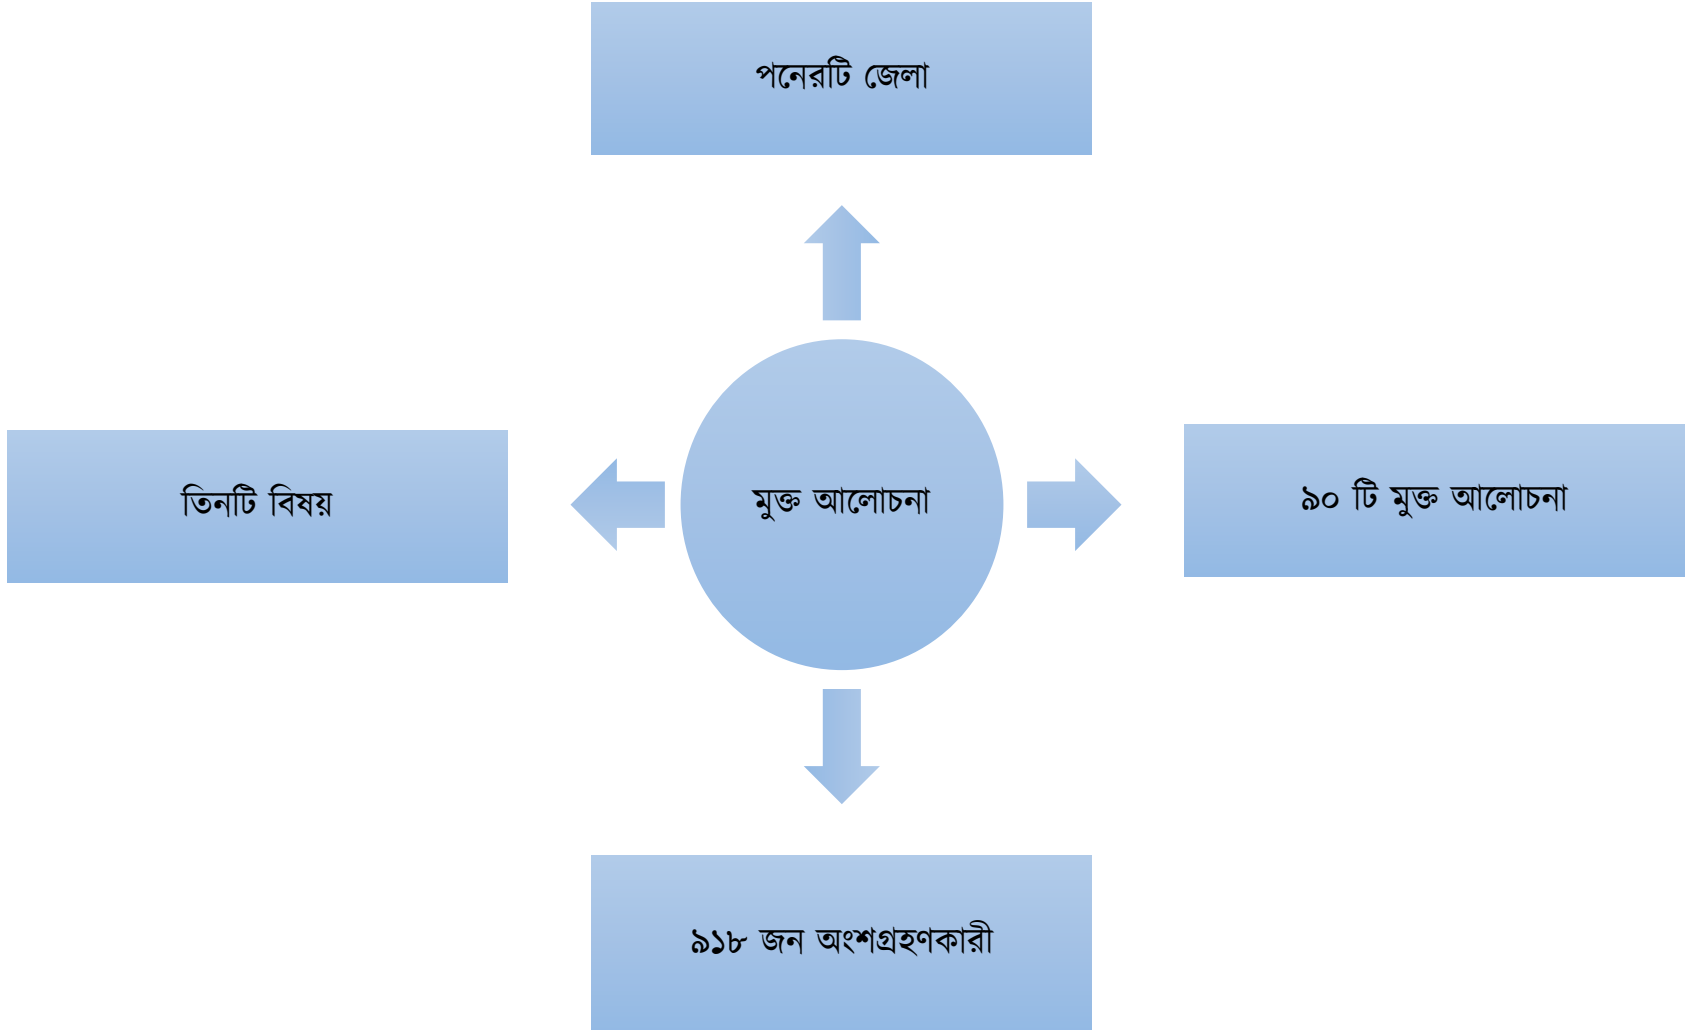 পনেরটি জেলা
তিনটি বিষয়
মুক্ত আলোচনা
৯০ টি মুক্ত আলোচনা
৯১৮ জন অংশগ্রহণকারী